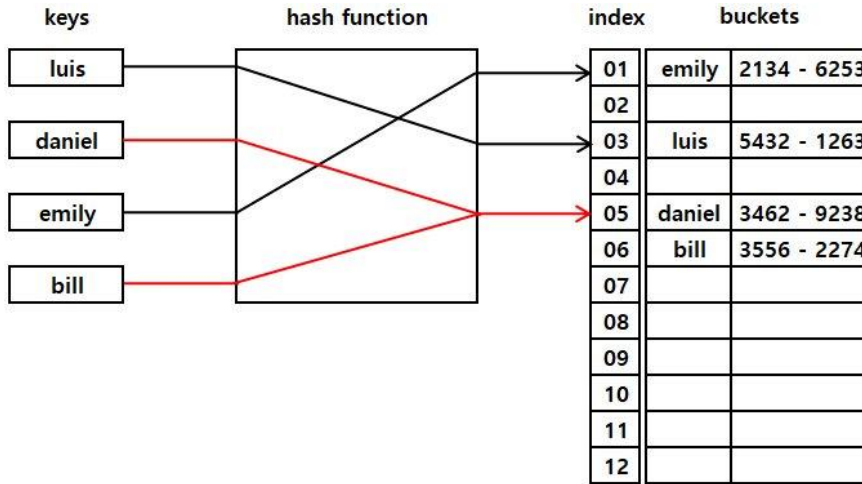 keys
hash function
index
buckets
luis
daniel
emily
bill
01 emily 2134 - 6253
02
03 luis 5432 - 1263
04
05 daniel 3462 - 9238
06 bill 3556 - 2274
07
08
09
10
11
12